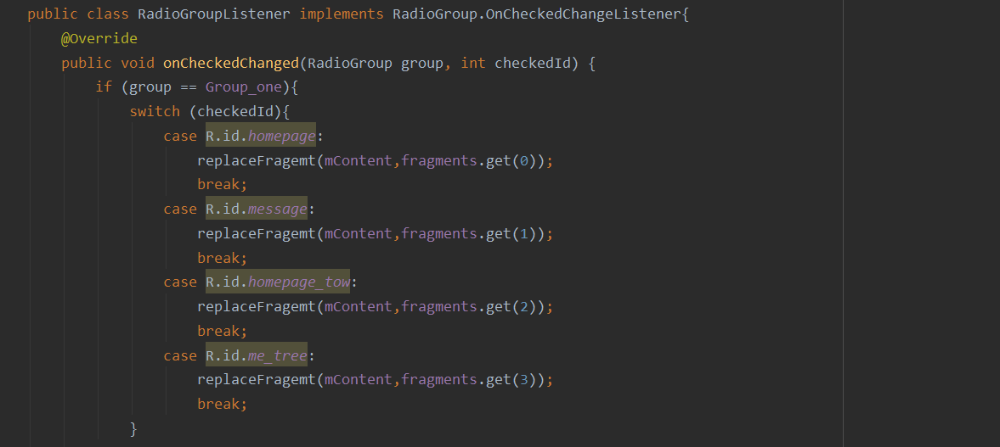 public class RadioGroupListener implements RadioGroup.OnCheckedChangeListener{
@Override
public void onCheckedChanged(RadioGroup group, int checkedId) {
if (group == Group_one){
switch (checkedId){
case R.id.homepage:
replaceFragemt(mContent,fragments.get(0));
break;
case R.id.message:
replaceFragemt(mContent,fragments.get(1));
break;
case R.id.homepage_tow:
replaceFragemt(mContent,fragments.get(2));
break;
case R.id.me_tree:
replaceFragemt(mContent,fragments.get(3));
break;
}